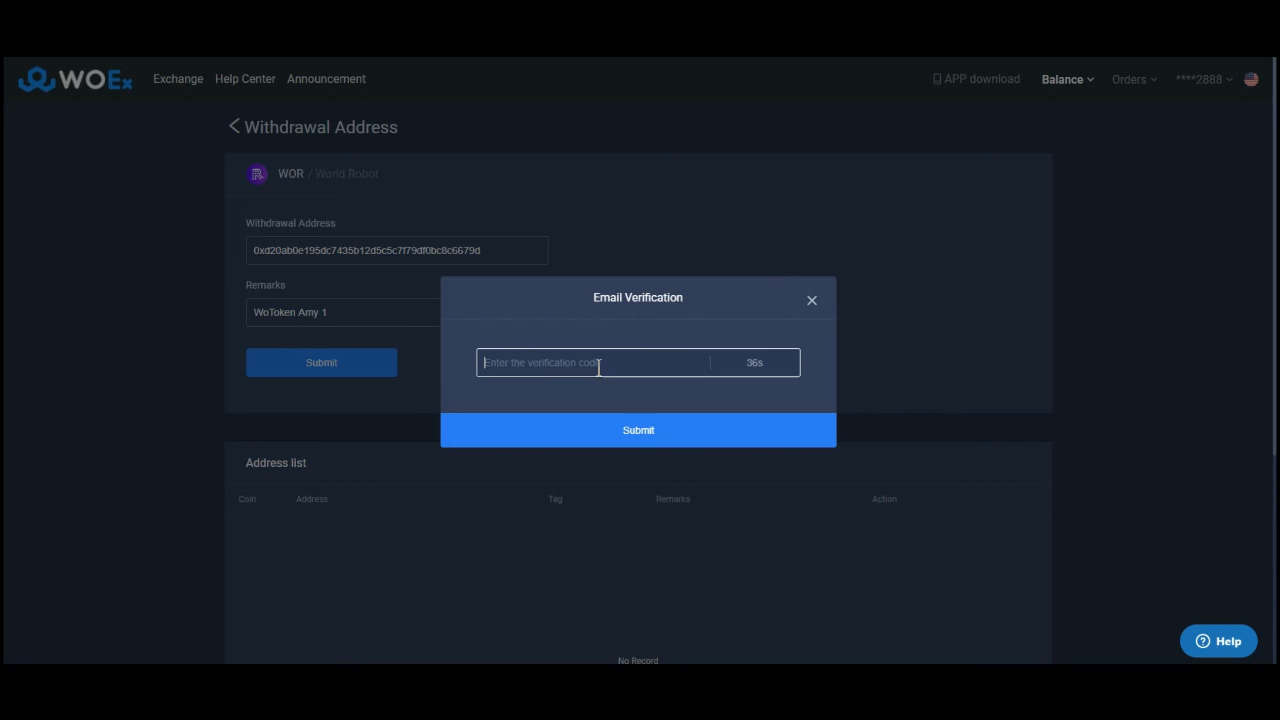 WOEx Exchange Help Center Announcement APP download Balance Orders ****2888
Withdrawal Address
WOR / World Robot
Withdrawal Address
0xd20ab0e195dc7435b12d5c5c7f79df0bc8c6679d
Remarks
WoToken Amy 1
Submit
Email Verification
Enter the verification code 36s
Submit
Address list
Coin Address Tag Remarks Action
No Record
Help